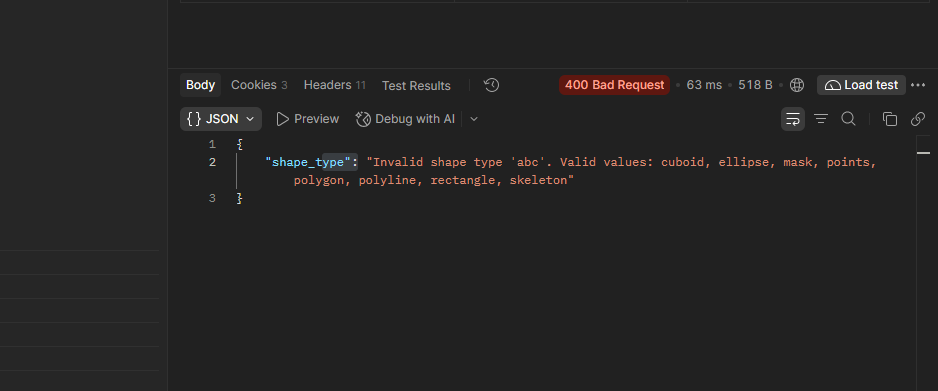 Body Cookies 3 Headers 11 Test Results 400 Bad Request • 63 ms • 518 B Load test
{} JSON Preview Debug with AI
1 {
2 "shape_type": "Invalid shape type 'abc'. Valid values: cuboid, ellipse, mask, points,
polygon, polyline, rectangle, skeleton"
3 }